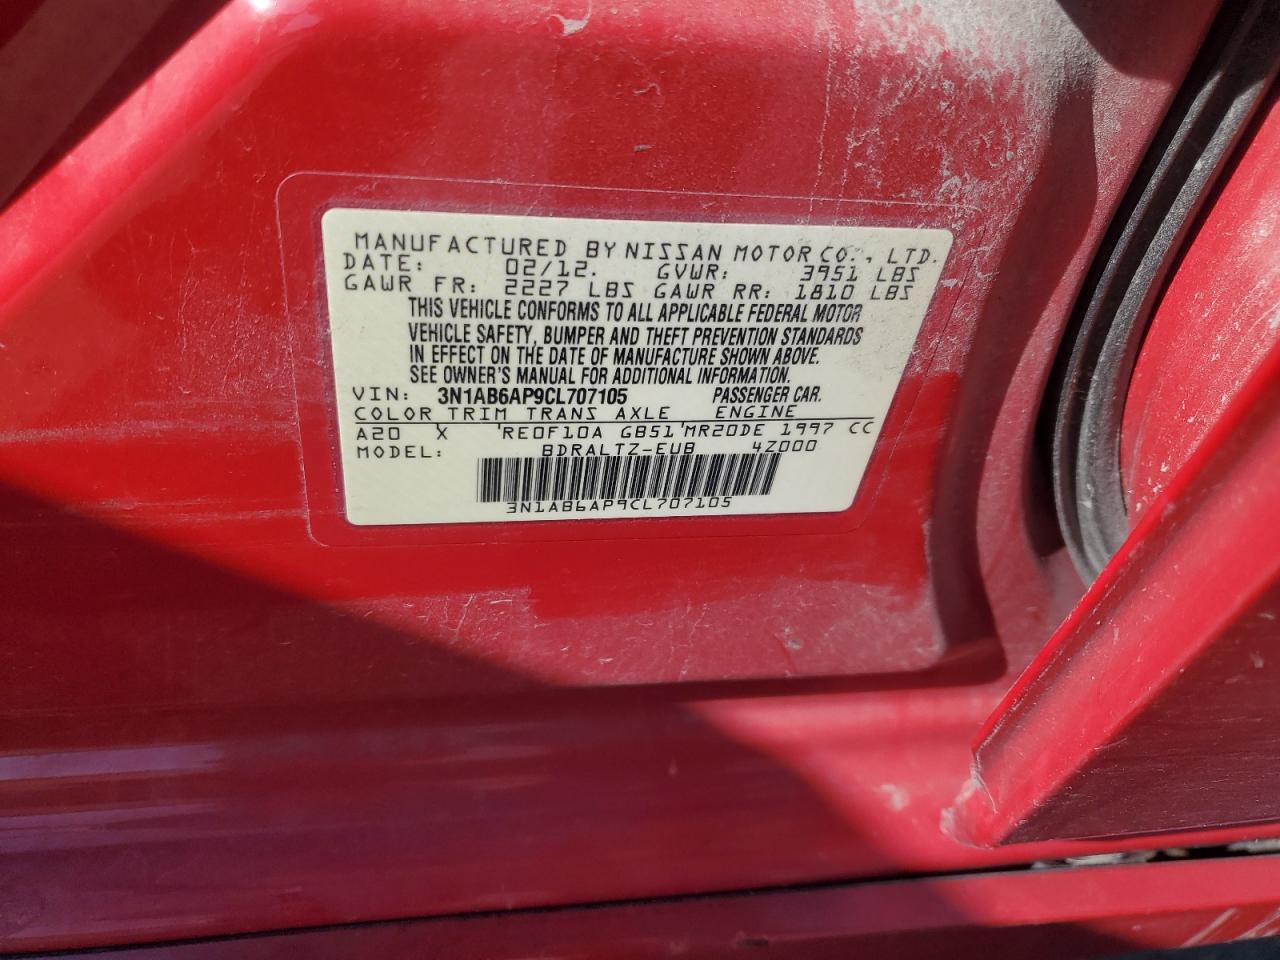 MANUFACTURED BY NISSAN MOTOR CO., LTD.
DATE: 02/12. GVWR: 3951 LBS
GAWR FR: 2227 LBS GAWR RR: 1810 LBS
THIS VEHICLE CONFORMS TO ALL APPLICABLE FEDERAL MOTOR
VEHICLE SAFETY, BUMPER AND THEFT PREVENTION STANDARDS
IN EFFECT ON THE DATE OF MANUFACTURE SHOWN ABOVE.
SEE OWNER'S MANUAL FOR ADDITIONAL INFORMATION.
VIN: 3N1AB6AP9CL707105 PASSENGER CAR.
COLOR TRIM TRANS AXLE ENGINE
A20 X 'RE0F10A GB51'MR20DE 1997 CC
MODEL: BDRALTZ-EUB 4Z000
3N1AB6AP9CL707105